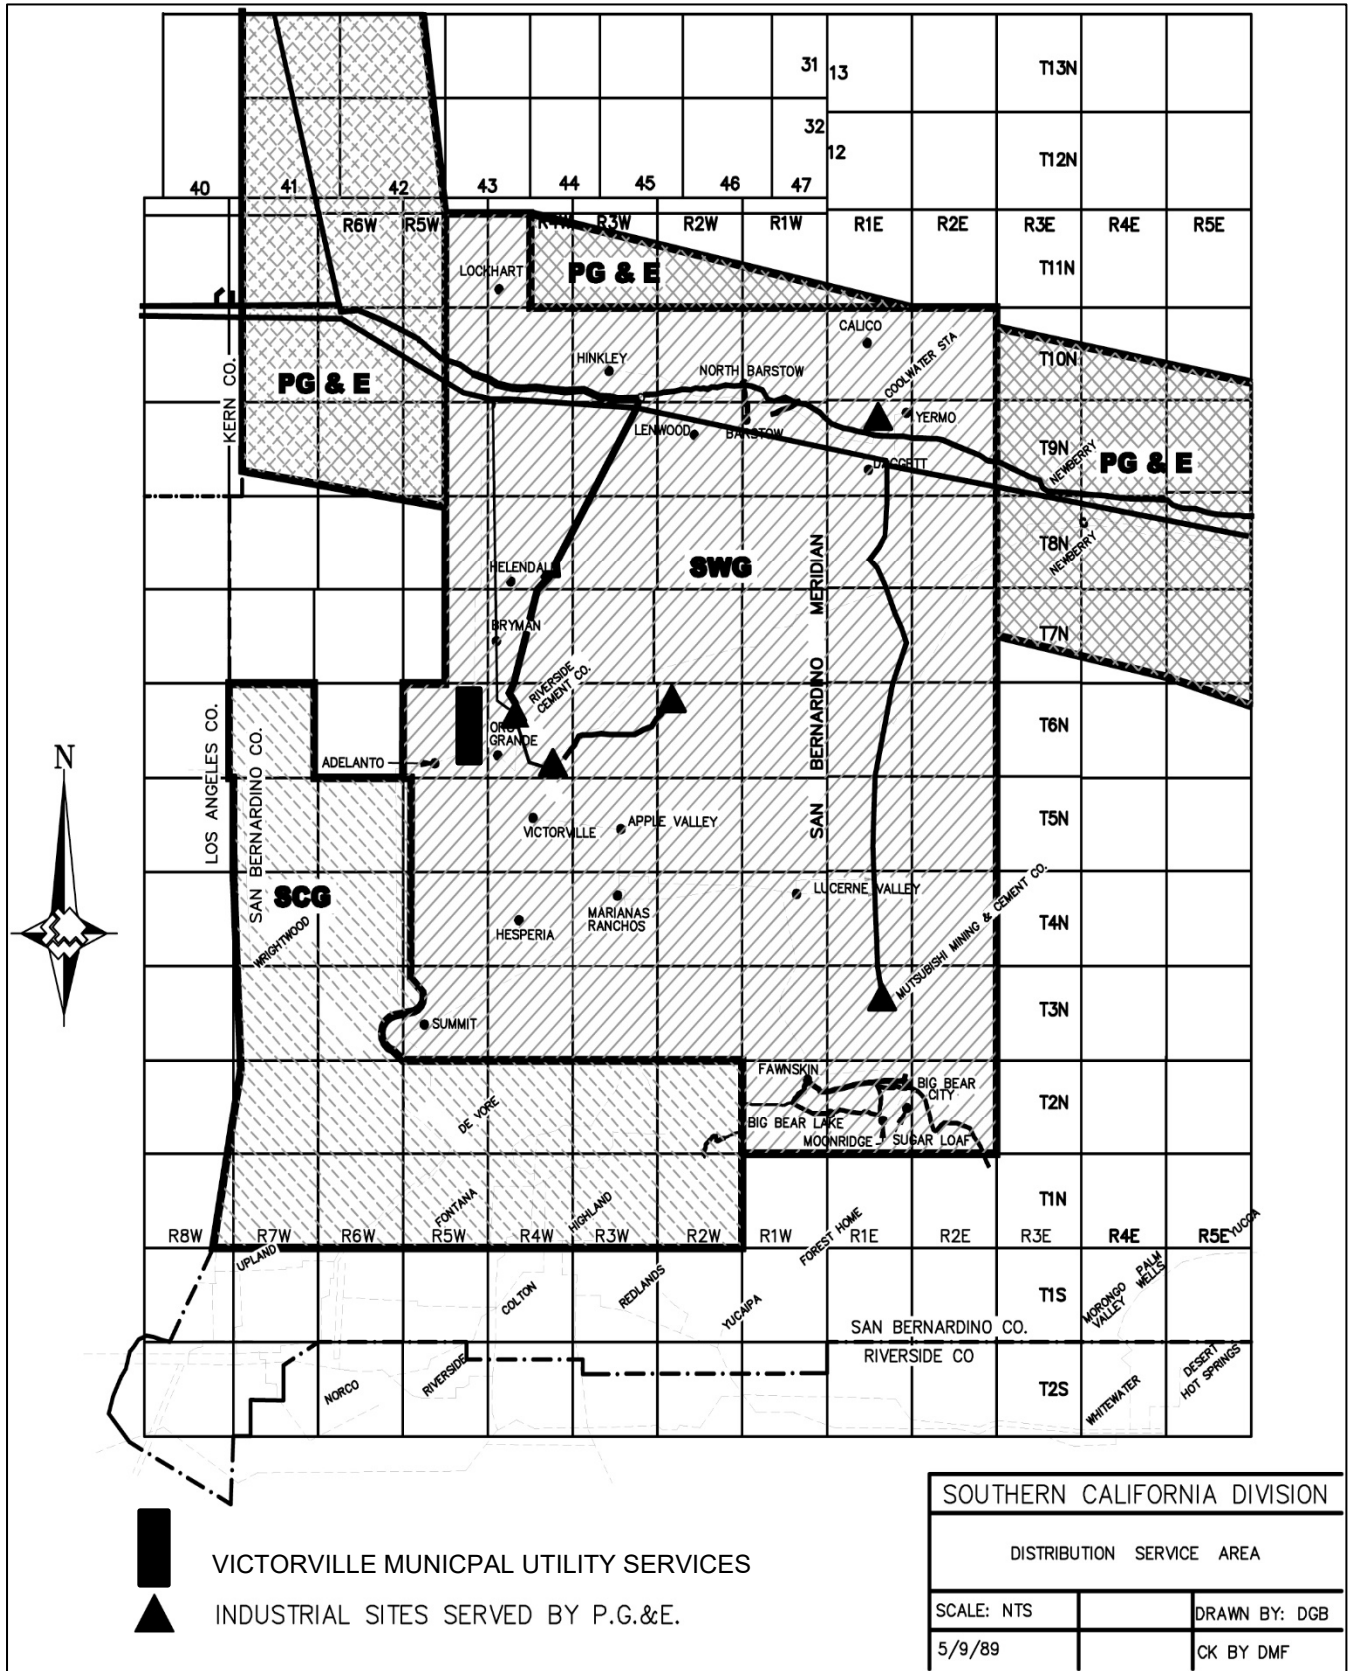 31 13 T13N
32
12 T12N
40 41 42 43 44 45 46 47
R6W R5W R4W R3W R2W R1W R1E R2E R3E R4E R5E
LOCKHART PG & E T11N
CALICO
COOLWATER STA
T10N
HINKLEY
NORTH BARSTOW
KERN CO.
PG & E
YERMO
LENWOOD
BARSTOW
T9N
NEWBERRY
PG & E
DAGGETT
T8N
NEWBERRY
HELENDALE
SWG
SAN BERNARDINO MERIDIAN
BRYMAN
T7N
RIVERSIDE
CEMENT CO.
LOS ANGELES CO.
SAN BERNARDINO CO.
ORO
GRANDE
T6N
N
ADELANTO
VICTORVILLE
APPLE VALLEY
T5N
SCG
WRIGHTWOOD
LUCERNE VALLEY
MARIANAS
RANCHOS
HESPERIA
T4N
MUTSUBISHI MINING & CEMENT CO.
SUMMIT
T3N
FAWNSKIN
BIG BEAR
CITY
DE VORE
BIG BEAR LAKE
T2N
MOONRIDGE
SUGAR LOAF
FONTANA
HIGHLAND
T1N
R8W R7W R6W R5W R4W R3W R2W R1W R1E R2E R3E R4E R5E
FOREST HOME
YUCCA
UPLAND
COLTON
REDLANDS
YUCAIPA
T1S
MORONGO
VALLEY
PALM
WELLS
SAN BERNARDINO CO.
RIVERSIDE CO
NORCO
RIVERSIDE
T2S
WHITEWATER
DESERT
HOT SPRINGS
VICTORVILLE MUNICPAL UTILITY SERVICES
INDUSTRIAL SITES SERVED BY P.G.&E.
SOUTHERN CALIFORNIA DIVISION
DISTRIBUTION SERVICE AREA
SCALE: NTS DRAWN BY: DGB
5/9/89 CK BY DMF